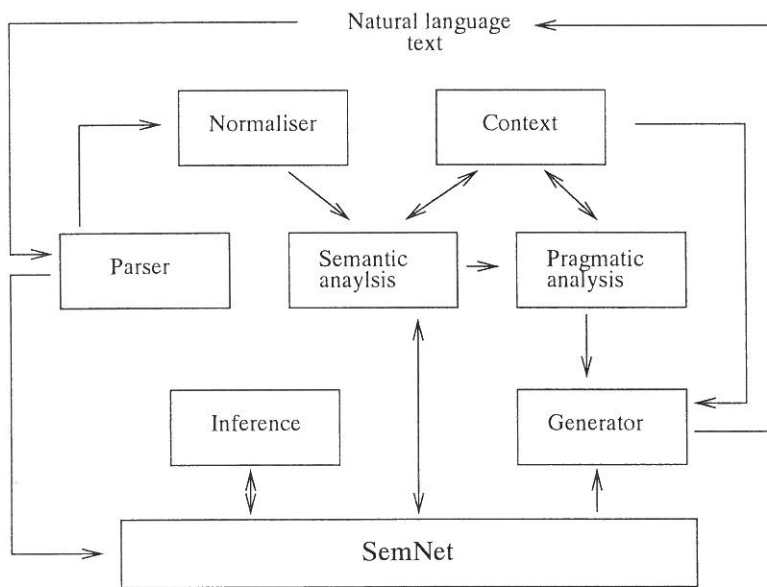 Natural language
text
Normaliser
Context
Parser
Semantic
anaylsis
Pragmatic
analysis
Inference
Generator
SemNet